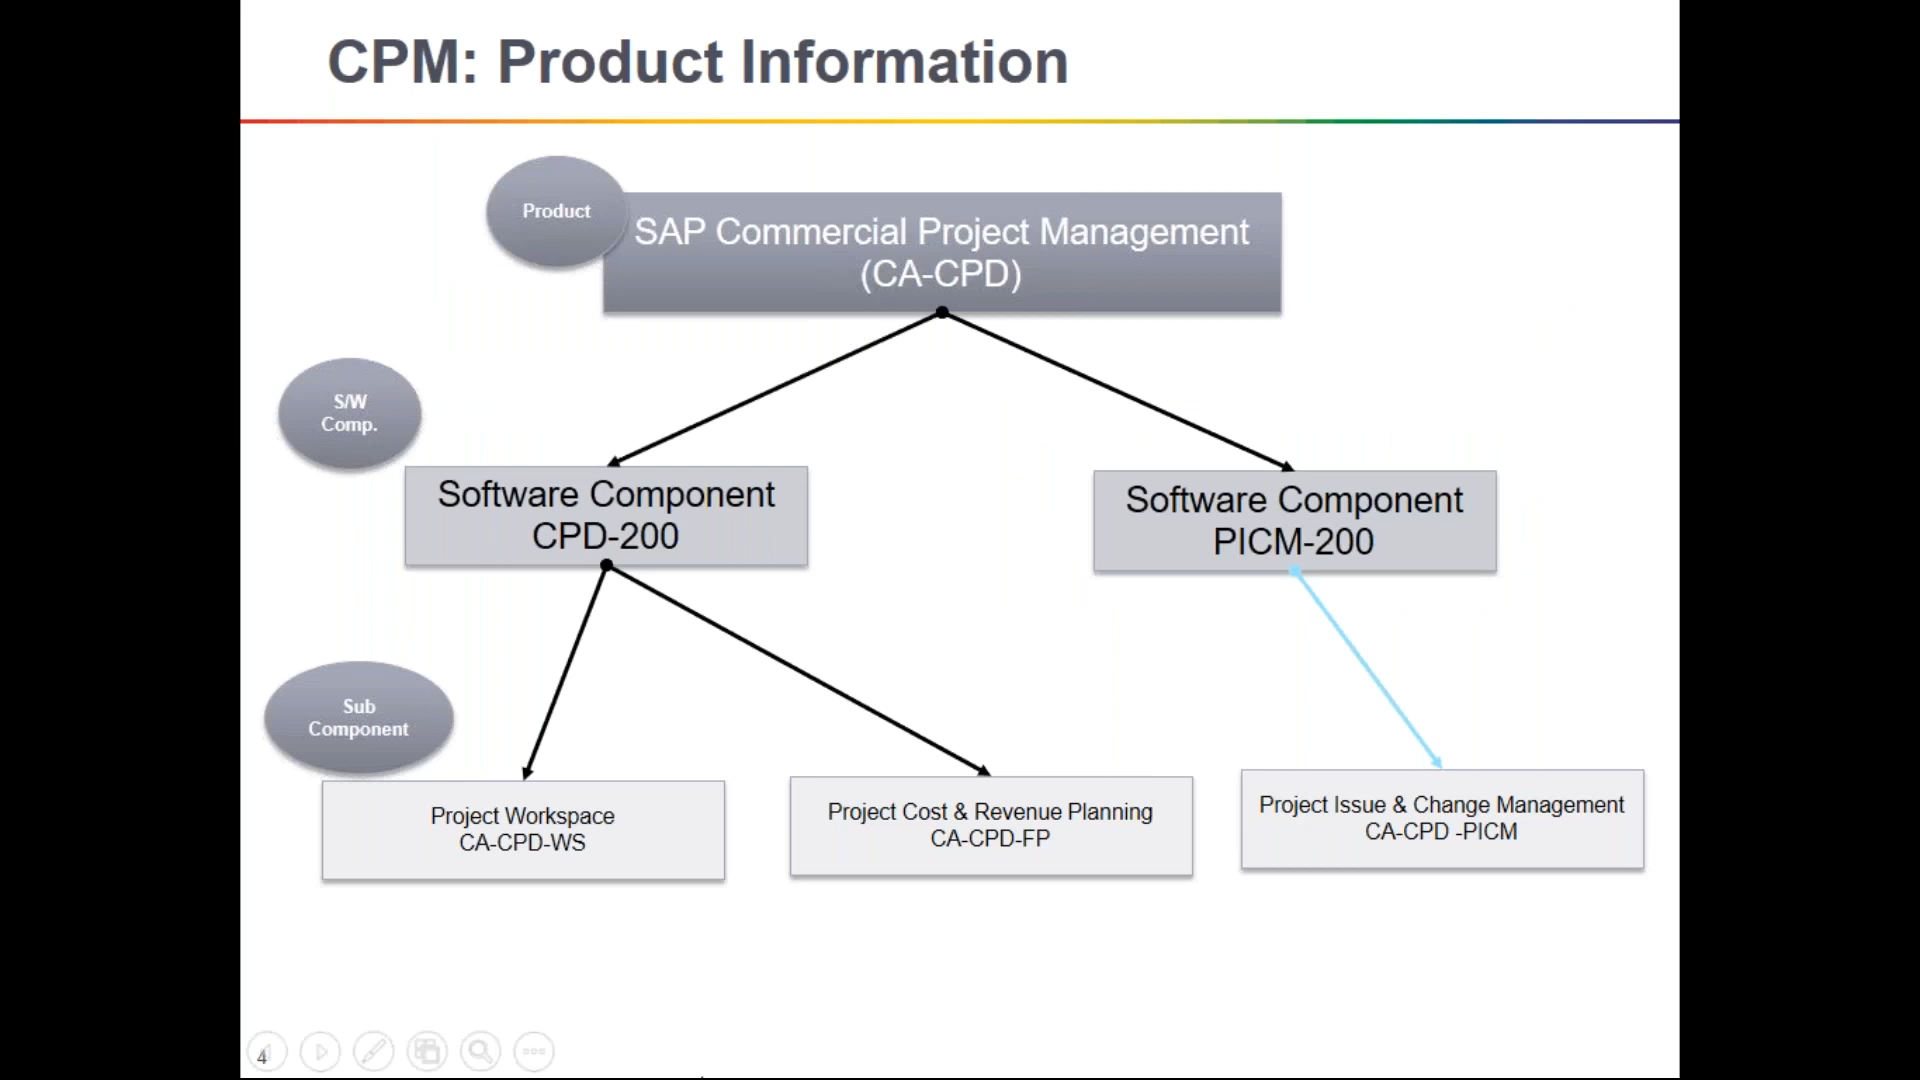 CPM: Product Information
Product
SAP Commercial Project Management
(CA-CPD)
S/W
Comp.
Software Component
CPD-200
Software Component
PICM-200
Sub
Component
Project Workspace
CA-CPD-WS
Project Cost & Revenue Planning
CA-CPD-FP
Project Issue & Change Management
CA-CPD -PICM
4